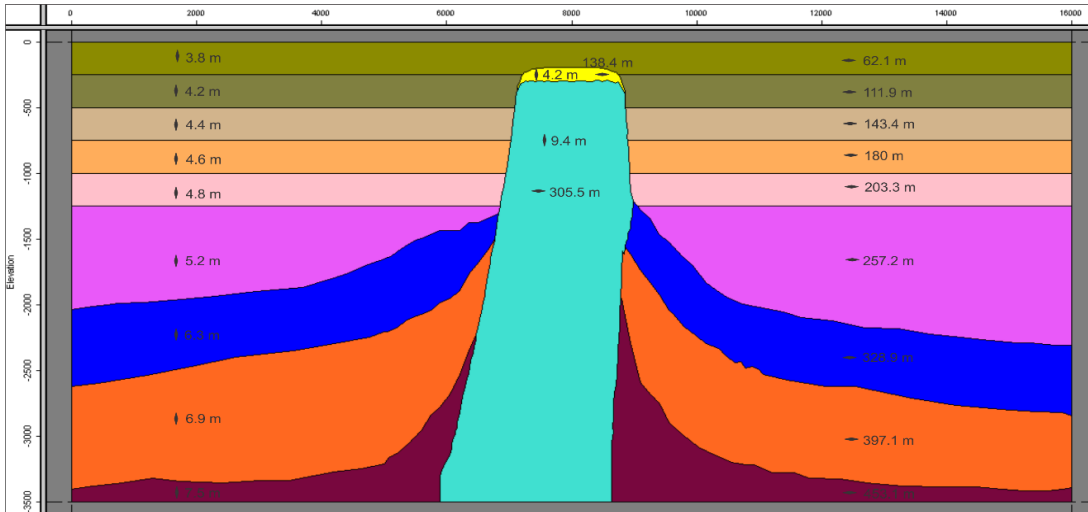 0 2000 4000 6000 8000 10000 12000 14000 16000
Elevation
0
-500
-1000
-1500
-2000
-2500
-3000
-3500
3.8 m 138.4 m 62.1 m
4.2 m 4.2 m 111.9 m
4.4 m 143.4 m
9.4 m
4.6 m 180 m
4.8 m 305.5 m 203.3 m
5.2 m 257.2 m
6.3 m 328.9 m
6.9 m 397.1 m